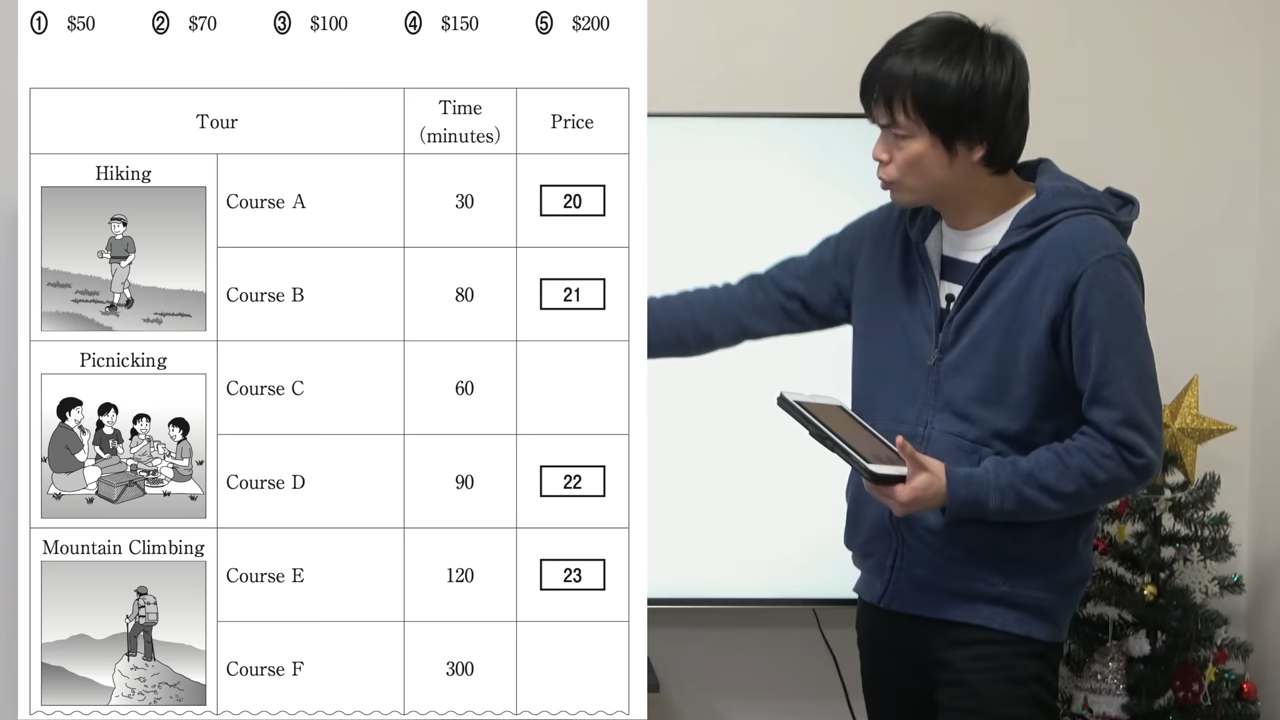 ① $50 ② $70 ③ $100 ④ $150 ⑤ $200
Tour Time (minutes) Price
Hiking
Course A 30 20
Course B 80 21
Picnicking
Course C 60
Course D 90 22
Mountain Climbing
Course E 120 23
Course F 300